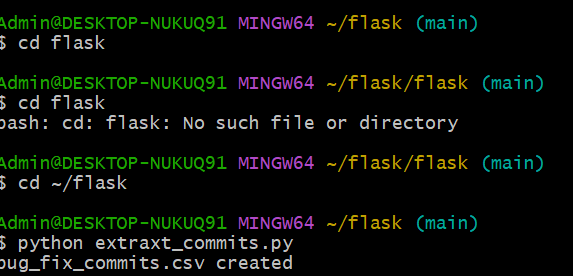 Admin@DESKTOP-NUKUQ91 MINGW64 ~/flask (main)
$ cd flask
Admin@DESKTOP-NUKUQ91 MINGW64 ~/flask/flask (main)
$ cd flask
bash: cd: flask: No such file or directory
Admin@DESKTOP-NUKUQ91 MINGW64 ~/flask/flask (main)
$ cd ~/flask
Admin@DESKTOP-NUKUQ91 MINGW64 ~/flask (main)
$ python extraxt_commits.py
bug_fix_commits.csv created